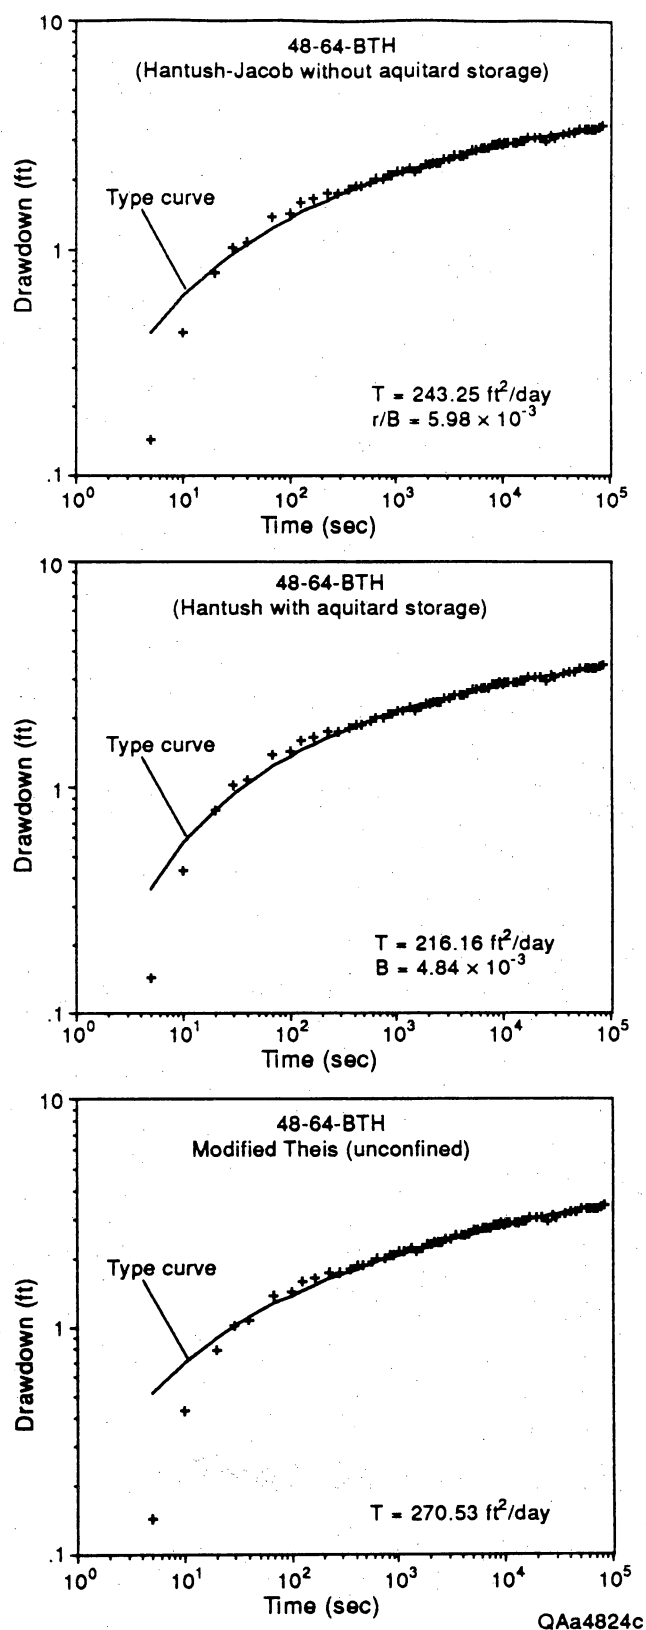 48-64-BTH
(Hantush-Jacob without aquitard storage)
10
1
.1
Drawdown (ft)
Type curve
T = 243.25 ft²/day
r/B = 5.98 × 10⁻³
10⁰ 10¹ 10² 10³ 10⁴ 10⁵
Time (sec)
48-64-BTH
(Hantush with aquitard storage)
10
1
.1
Drawdown (ft)
Type curve
T = 216.16 ft²/day
B = 4.84 × 10⁻³
10⁰ 10¹ 10² 10³ 10⁴ 10⁵
Time (sec)
48-64-BTH
Modified Theis (unconfined)
10
1
.1
Drawdown (ft)
Type curve
T = 270.53 ft²/day
10⁰ 10¹ 10² 10³ 10⁴ 10⁵
Time (sec)
QAa4824c